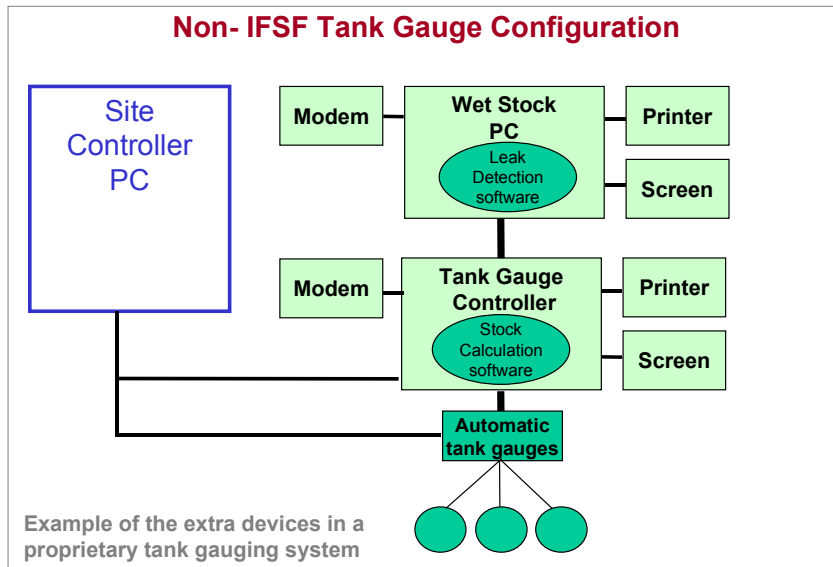 Non- IFSF Tank Gauge Configuration
Site
Controller
PC
Modem
Wet Stock
PC
Leak
Detection
software
Printer
Screen
Modem
Tank Gauge
Controller
Stock
Calculation
software
Printer
Screen
Automatic
tank gauges
Example of the extra devices in a
proprietary tank gauging system